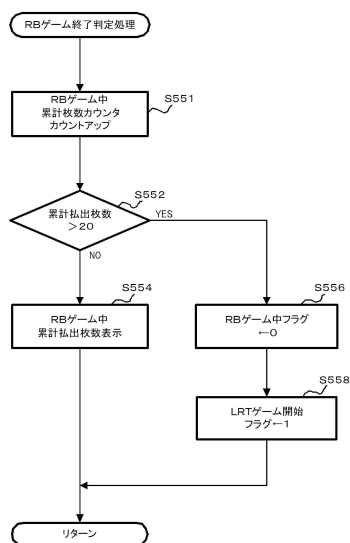 RBゲーム終了判定処理
S551
RBゲーム中
累計枚数カウンタ
カウントアップ
S552
累計払出枚数
>20
YES
NO
S554
RBゲーム中
累計払出枚数表示
S556
RBゲーム中フラグ
←0
S558
LRTゲーム開始
フラグ←1
リターン